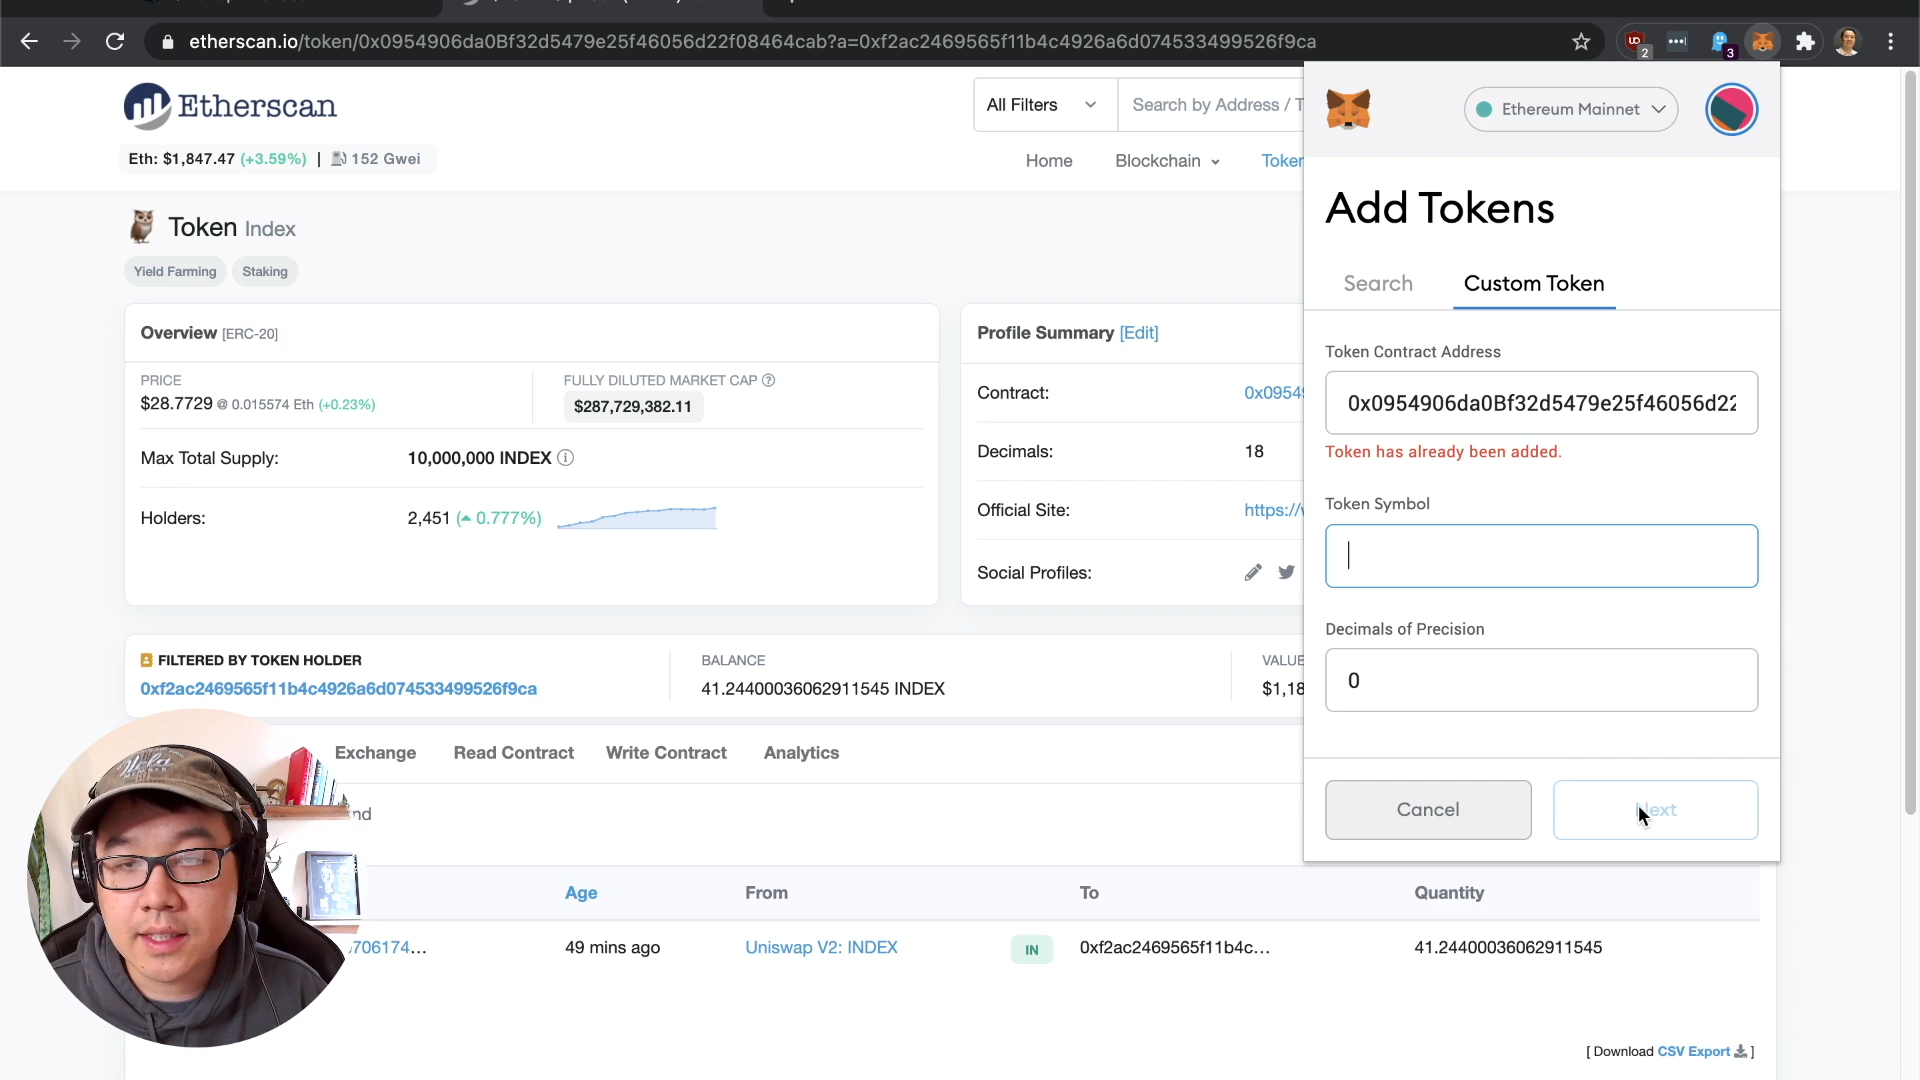 etherscan.io/token/0x0954906da0Bf32d5479e25f46056d22f08464cab?a=0xf2ac2469565f11b4c4926a6d074533499526f9ca
2
3
Etherscan
All Filters
Search by Address / T
Eth: $1,847.47 (+3.59%) | 152 Gwei
Home
Blockchain
Token Index
Yield Farming
Staking
Overview [ERC-20]
PRICE
$28.7729 @ 0.015574 Eth (+0.23%)
FULLY DILUTED MARKET CAP
$287,729,382.11
Max Total Supply:
10,000,000 INDEX
Holders:
2,451 (0.777%)
Profile Summary [Edit]
Contract:
0x0954
Decimals:
18
Official Site:
https://
Social Profiles:
FILTERED BY TOKEN HOLDER
0xf2ac2469565f11b4c4926a6d074533499526f9ca
BALANCE
41.24400036062911545 INDEX
VALUE
$1,18
Exchange
Read Contract
Write Contract
Analytics
nd
Age
From
To
Quantity
706174...
49 mins ago
Uniswap V2: INDEX
IN
0xf2ac2469565f11b4c...
41.24400036062911545
[ Download CSV Export ]
Ethereum Mainnet
Add Tokens
Search
Custom Token
Token Contract Address
0x0954906da0Bf32d5479e25f46056d22
Token has already been added.
Token Symbol
Decimals of Precision
0
Cancel
Next